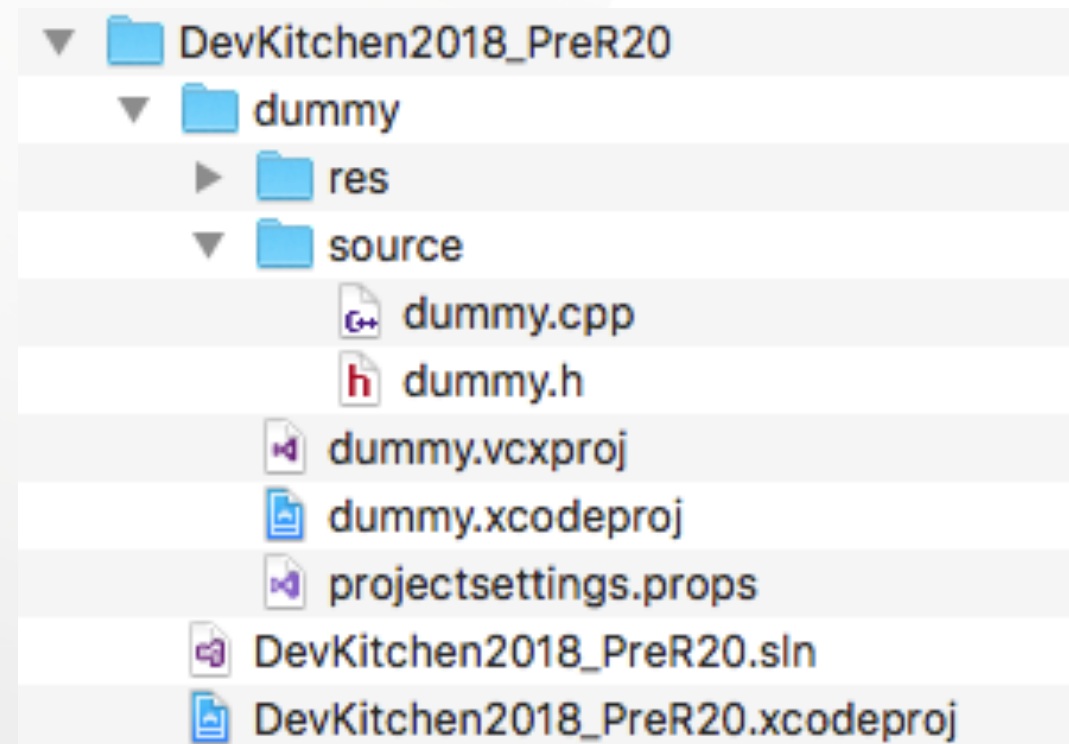 DevKitchen2018_PreR20
dummy
res
source
C++ dummy.cpp
h dummy.h
dummy.vcxproj
dummy.xcodeproj
projectsettings.props
DevKitchen2018_PreR20.sln
DevKitchen2018_PreR20.xcodeproj